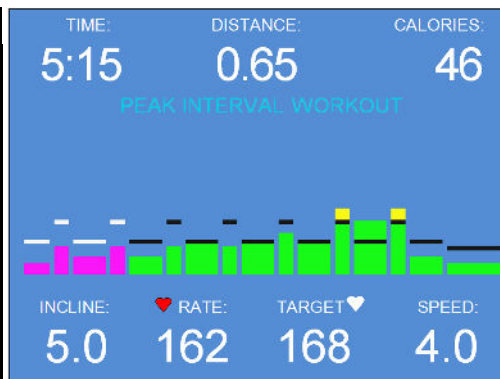 TIME: DISTANCE: CALORIES:
5:15 0.65 46
PEAK INTERVAL WORKOUT
INCLINE: RATE: TARGET SPEED:
5.0 162 168 4.0